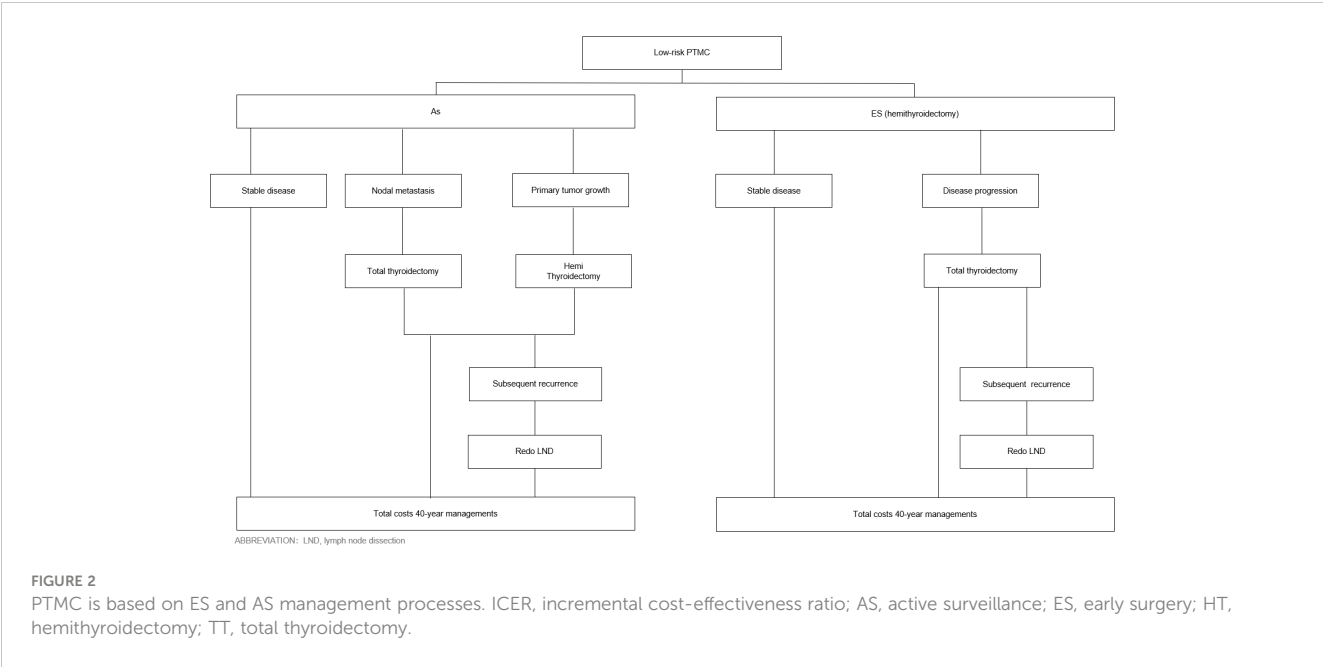 Low-risk PTMC
As
ES (hemithyroidectomy)
Stable disease
Nodal metastasis
Primary tumor growth
Stable disease
Disease progression
Total thyroidectomy
Hemi
Thyroidectomy
Total thyroidectomy
Subsequent recurrence
Subsequent recurrence
Redo LND
Redo LND
Total costs 40-year managements
Total costs 40-year managements
ABBREVIATION: LND, lymph node dissection
FIGURE 2
PTMC is based on ES and AS management processes. ICER, incremental cost-effectiveness ratio; AS, active surveillance; ES, early surgery; HT,
hemithyroidectomy; TT, total thyroidectomy.